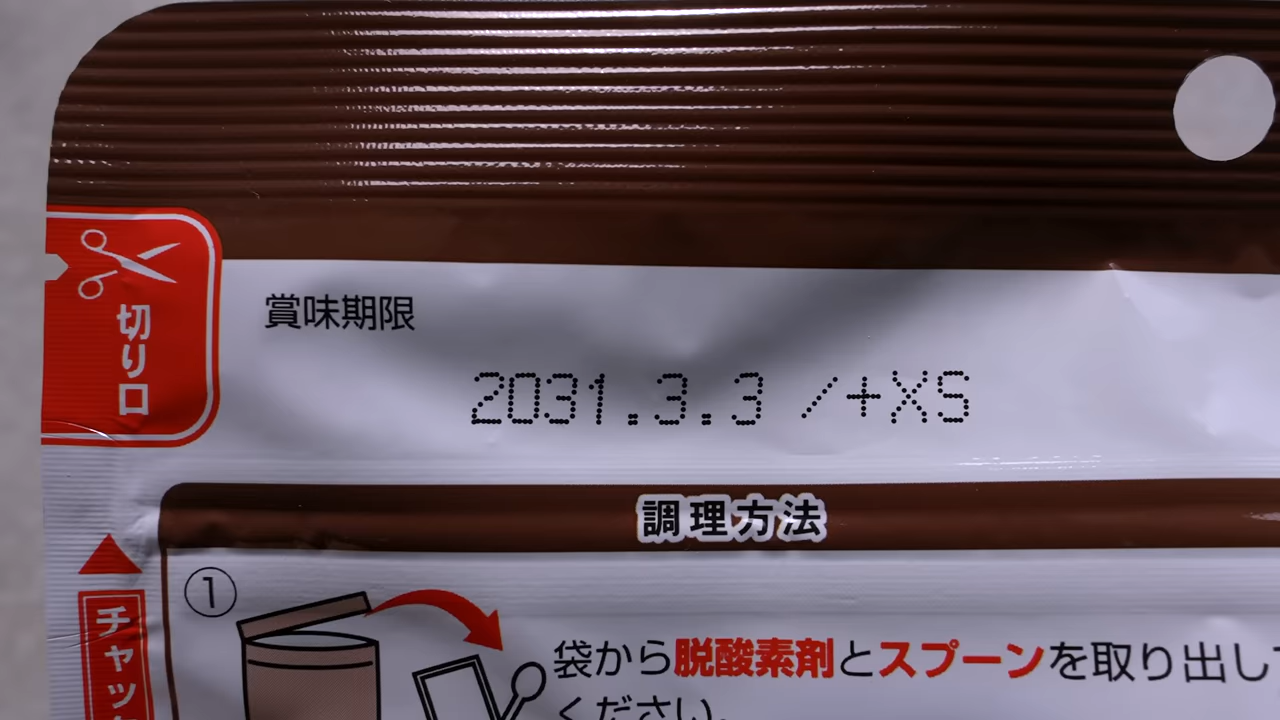 切り口
賞味期限
2031.3.3 /+XS
調理方法
①
袋から脱酸素剤とスプーンを取り出し
ください。
チャッ